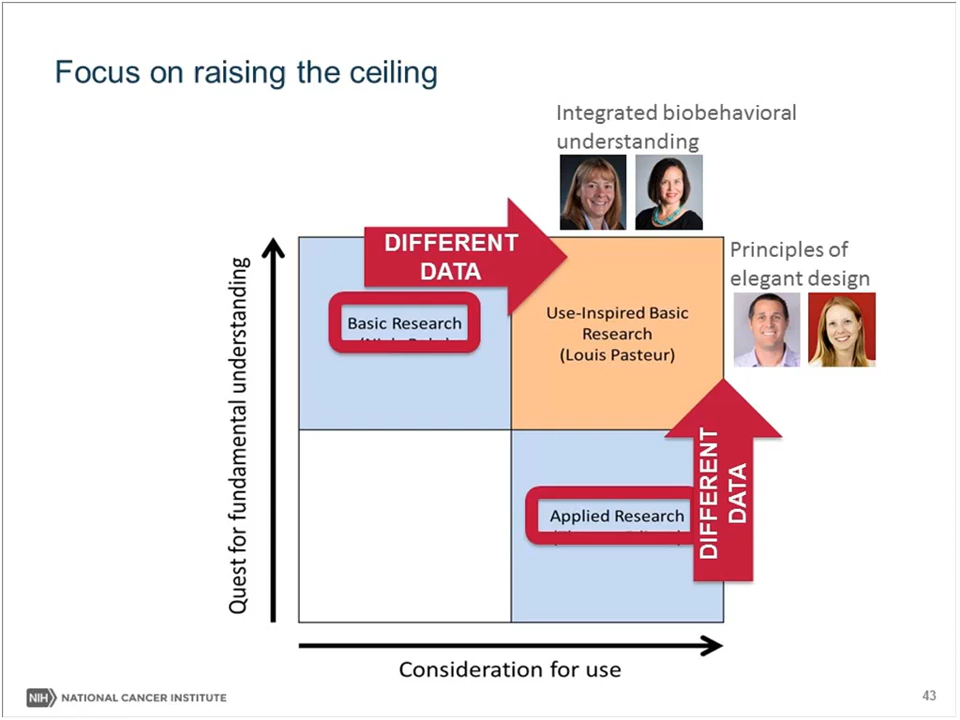 Focus on raising the ceiling
Integrated biobehavioral
understanding
Principles of
elegant design
DIFFERENT
DATA
Basic Research
Use-Inspired Basic
Research
(Louis Pasteur)
Applied Research
DIFFERENT
DATA
Quest for fundamental understanding
Consideration for use
NIH NATIONAL CANCER INSTITUTE
43